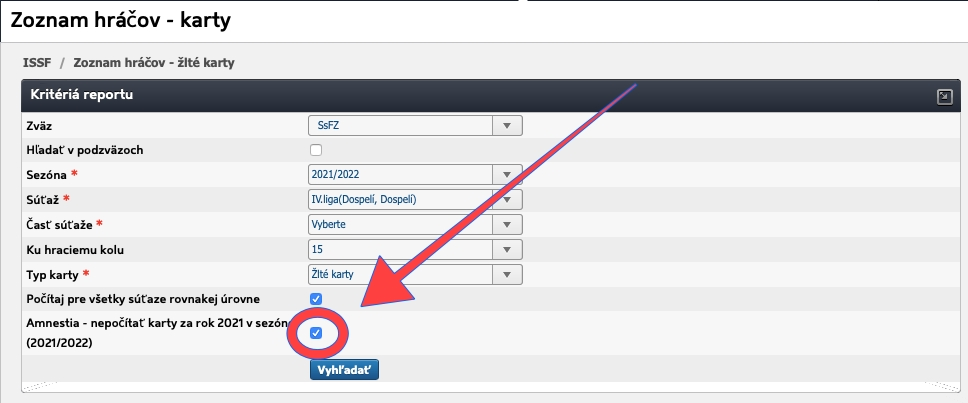 Zoznam hráčov - karty
ISSF / Zoznam hráčov - žlté karty
Kritériá reportu
Zväz SsFZ
Hľadať v podzväzoch
Sezóna * 2021/2022
Súťaž * IV.liga(Dospelí, Dospelí)
Časť súťaže * Vyberte
Ku hraciemu kolu 15
Typ karty * Žlté karty
Počítaj pre všetky súťaze rovnakej úrovne
Amnestia - nepočítať karty za rok 2021 v sezón
(2021/2022)
Vyhľadať